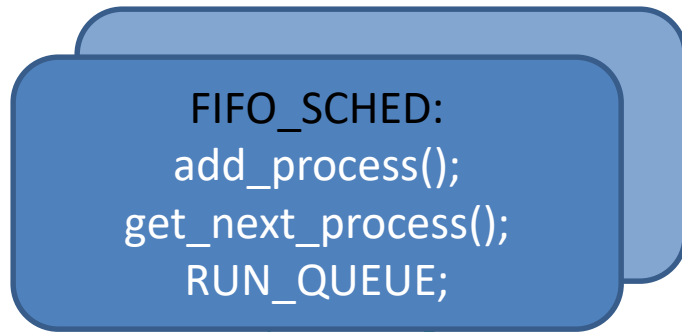 FIFO_SCHED:
add_process();
get_next_process();
RUN_QUEUE;